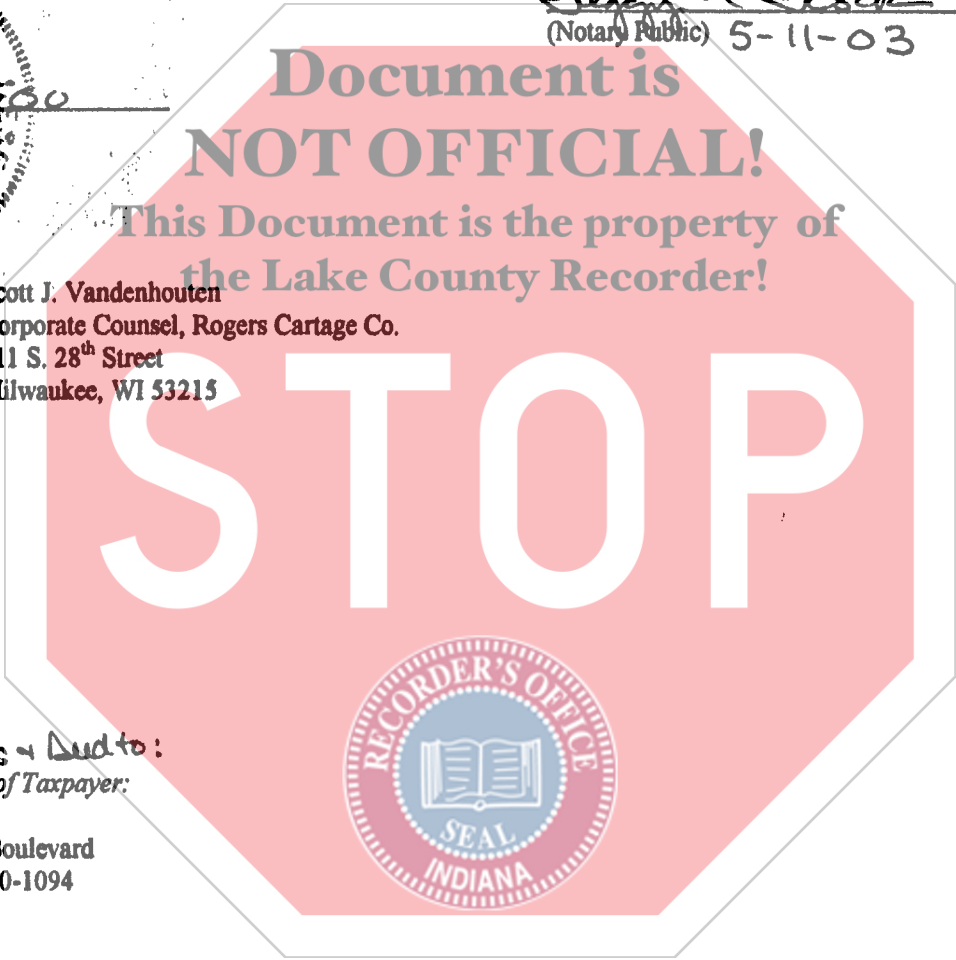 (Notary Public) 5-11-03
Document is
NOT OFFICIAL!
This Document is the property of
the Lake County Recorder!
cott J. Vandenhouten
orporate Counsel, Rogers Cartage Co.
11 S. 28th Street
ilwaukee, WI 53215
STOP
RECORDER'S OFFICE
SEAL
INDIANA
to:
of Taxpayer:
oulevard
0-1094